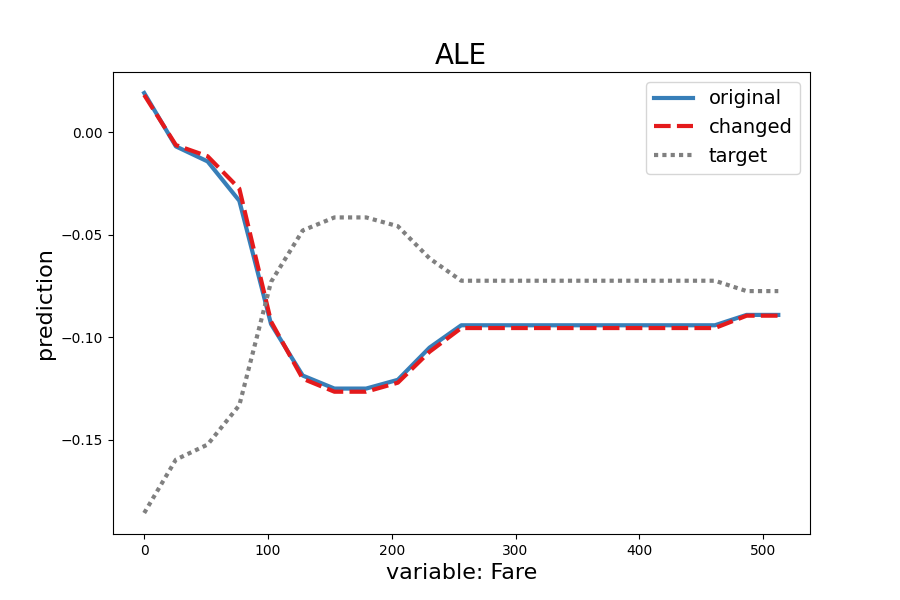 ALE
original
changed
target
0.00
−0.05
−0.10
−0.15
prediction
0 100 200 300 400 500
variable: Fare